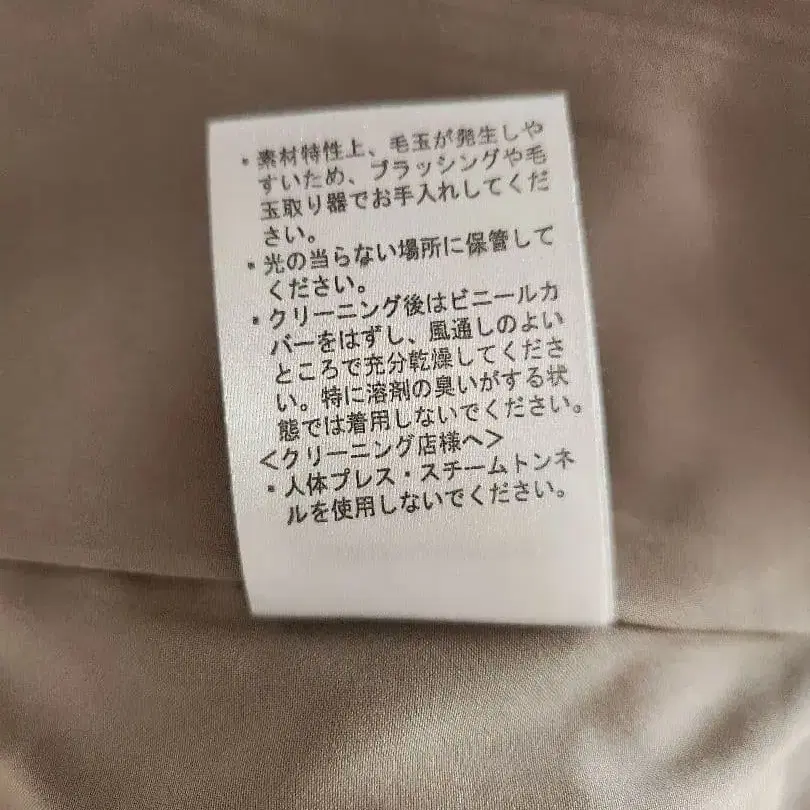 ・素材特性上、毛玉が発生しや
すいため、ブラッシングや毛
玉取り器でお手入れしてくだ
さい。
・光の当らない場所に保管して
ください。
・クリーニング後はビニールカ
バーをはずし、風通しのよい
ところで充分乾燥してくださ
い。特に溶剤の臭いがする状
態では着用しないでください。
<クリーニング店様へ>
・人体プレス・スチームトンネ
ルを使用しないでください。